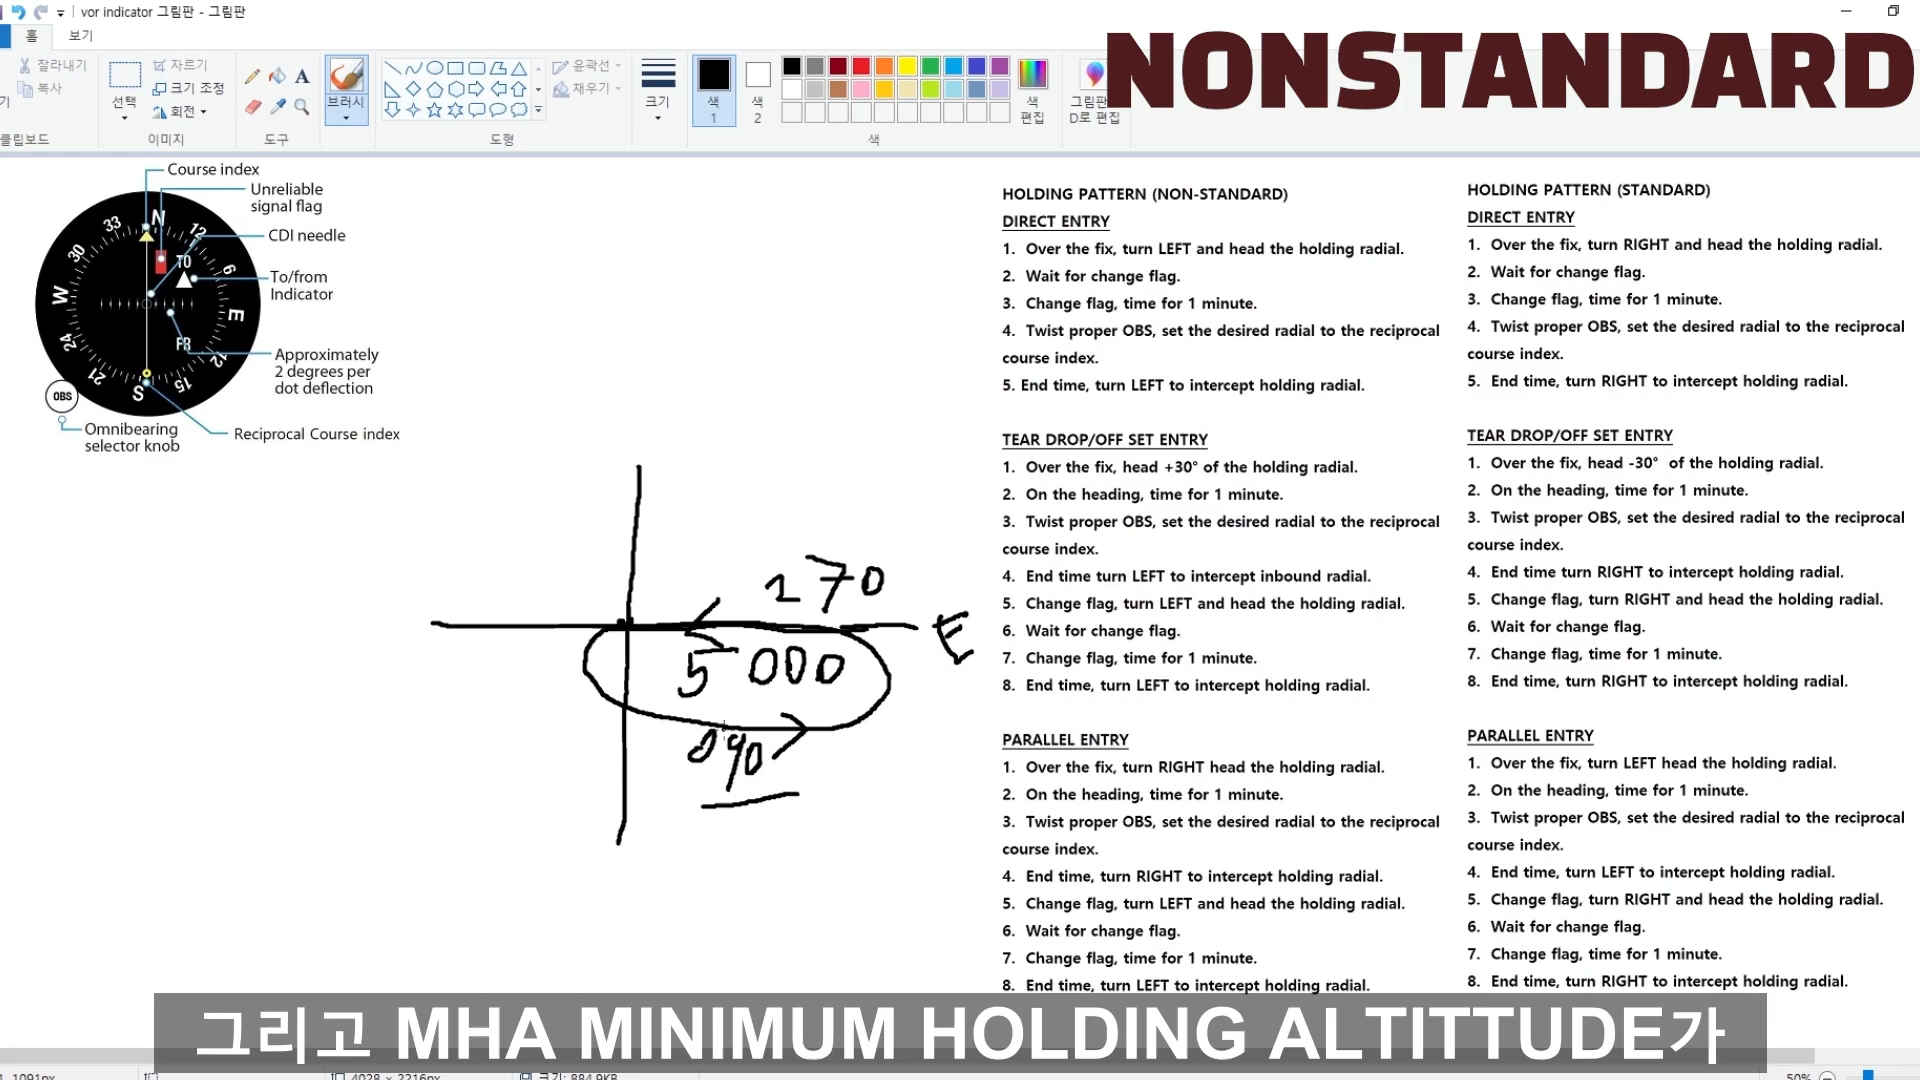 vor indicator 그림판 - 그림판
홈
보기
잘라내기
복사
클립보드
선택
자르기
크기 조정
회전
이미지
A
도구
브러시
윤곽선
채우기
도형
크기
색
1
색
2
색
편집
색
그림판
D로 편집
NONSTANDARD
Course index
Unreliable
signal flag
CDI needle
To/from
Indicator
Approximately
2 degrees per
dot deflection
Omnibearing
selector knob
Reciprocal Course index
OBS
N
12
6
E
12
15
S
21
24
W
30
33
TO
FR
270
E
5000
090
HOLDING PATTERN (NON-STANDARD)
DIRECT ENTRY
1. Over the fix, turn LEFT and head the holding radial.
2. Wait for change flag.
3. Change flag, time for 1 minute.
4. Twist proper OBS, set the desired radial to the reciprocal
course index.
5. End time, turn LEFT to intercept holding radial.
TEAR DROP/OFF SET ENTRY
1. Over the fix, head +30° of the holding radial.
2. On the heading, time for 1 minute.
3. Twist proper OBS, set the desired radial to the reciprocal
course index.
4. End time turn LEFT to intercept inbound radial.
5. Change flag, turn LEFT and head the holding radial.
6. Wait for change flag.
7. Change flag, time for 1 minute.
8. End time, turn LEFT to intercept holding radial.
PARALLEL ENTRY
1. Over the fix, turn RIGHT head the holding radial.
2. On the heading, time for 1 minute.
3. Twist proper OBS, set the desired radial to the reciprocal
course index.
4. End time, turn RIGHT to intercept holding radial.
5. Change flag, turn LEFT and head the holding radial.
6. Wait for change flag.
7. Change flag, time for 1 minute.
8. End time, turn LEFT to intercept holding radial.
HOLDING PATTERN (STANDARD)
DIRECT ENTRY
1. Over the fix, turn RIGHT and head the holding radial.
2. Wait for change flag.
3. Change flag, time for 1 minute.
4. Twist proper OBS, set the desired radial to the reciprocal
course index.
5. End time, turn RIGHT to intercept holding radial.
TEAR DROP/OFF SET ENTRY
1. Over the fix, head -30° of the holding radial.
2. On the heading, time for 1 minute.
3. Twist proper OBS, set the desired radial to the reciprocal
course index.
4. End time turn RIGHT to intercept holding radial.
5. Change flag, turn RIGHT and head the holding radial.
6. Wait for change flag.
7. Change flag, time for 1 minute.
8. End time, turn RIGHT to intercept holding radial.
PARALLEL ENTRY
1. Over the fix, turn LEFT head the holding radial.
2. On the heading, time for 1 minute.
3. Twist proper OBS, set the desired radial to the reciprocal
course index.
4. End time, turn LEFT to intercept holding radial.
5. Change flag, turn RIGHT and head the holding radial.
6. Wait for change flag.
7. Change flag, time for 1 minute.
8. End time, turn RIGHT to intercept holding radial.
그리고 MHA MINIMUM HOLDING ALTITTUDE가
1091px
4028 × 2216px
크기: 884.9KB
50%